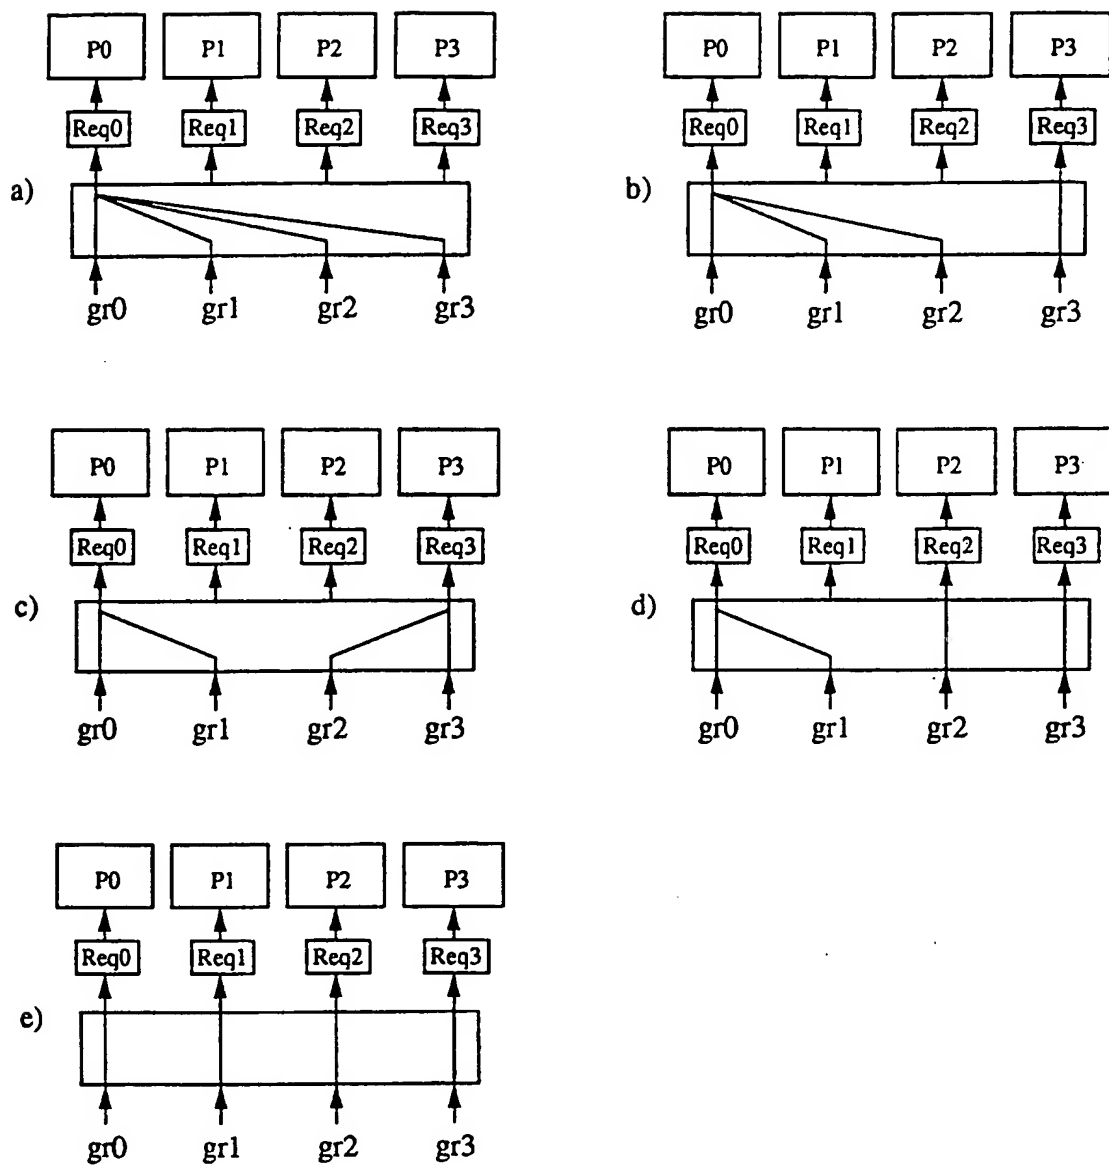 P0 P1 P2 P3
Req0 Req1 Req2 Req3
a)
gr0 gr1 gr2 gr3
P0 P1 P2 P3
Req0 Req1 Req2 Req3
b)
gr0 gr1 gr2 gr3
P0 P1 P2 P3
Req0 Req1 Req2 Req3
c)
gr0 gr1 gr2 gr3
P0 P1 P2 P3
Req0 Req1 Req2 Req3
d)
gr0 gr1 gr2 gr3
P0 P1 P2 P3
Req0 Req1 Req2 Req3
e)
gr0 gr1 gr2 gr3